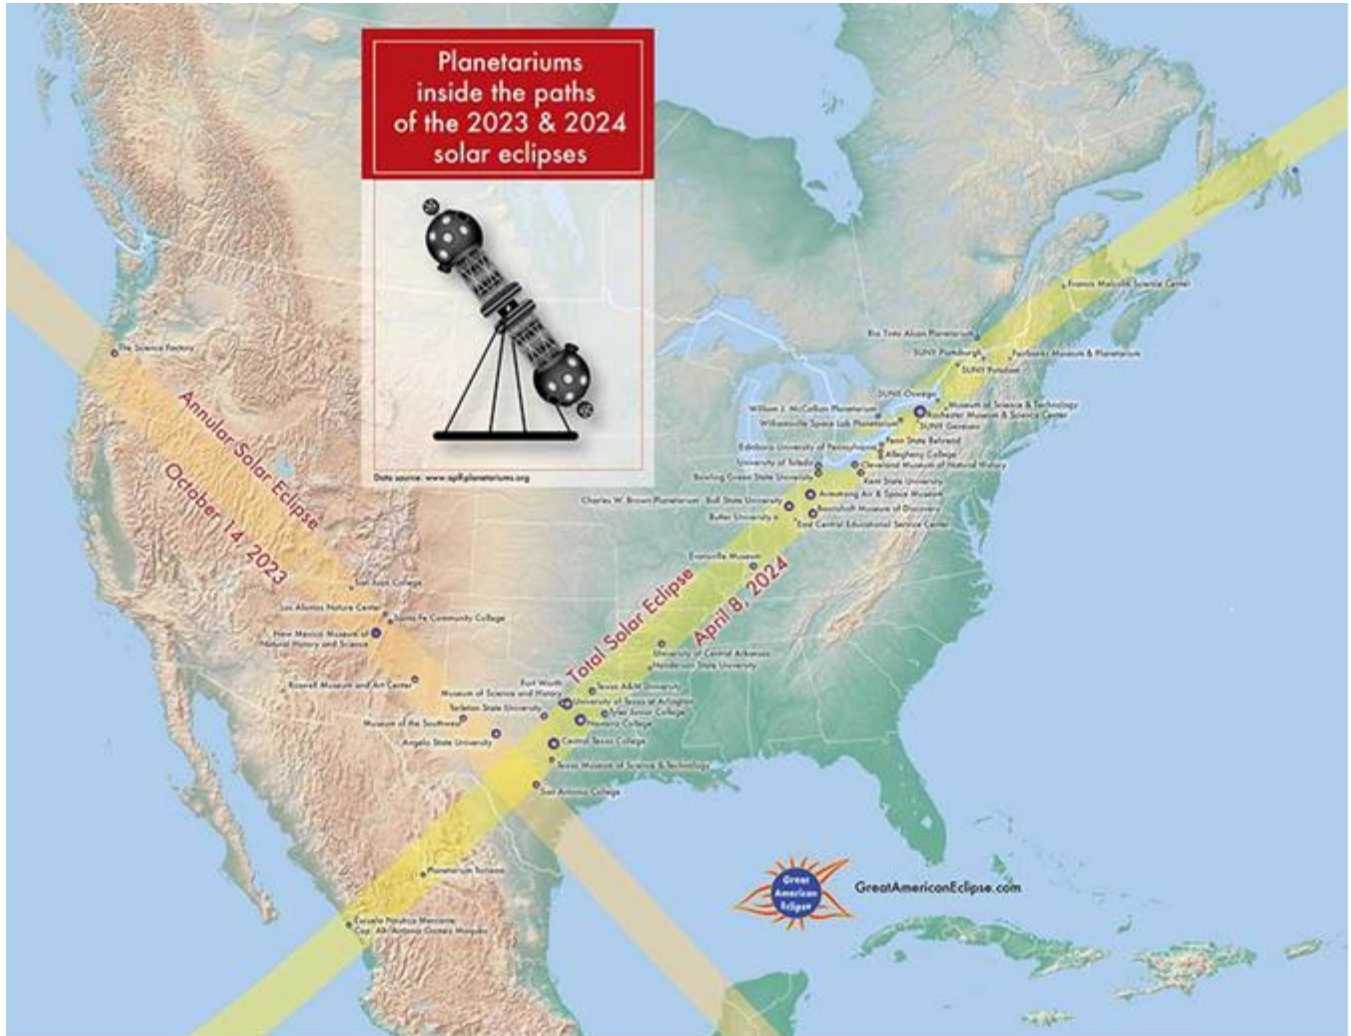 Planetariums
inside the paths
of the 2023 & 2024
solar eclipses
Data source: www.aplf-planetariums.org
Annular Solar Eclipse
October 14, 2023
Total Solar Eclipse
April 8, 2024
The Science Factory
San Juan College
Los Alamos Nature Center
Santa Fe Community College
New Mexico Museum of
Natural History and Science
Roswell Museum and Art Center
Museum of the Southwest
Angelo State University
Fort Worth
Museum of Science and History
Tarleton State University
Texas A&M University
University of Texas at Arlington
Tyler Junior College
Navarro College
Central Texas College
Texas Museum of Science & Technology
San Antonio College
Planetarium Torreon
Escuela Nautica Mercante
University of Central Arkansas
Henderson State University
Evansville Museum
Charles W. Brown Planetarium - Ball State University
Butler University
East Central Educational Service Center
Boonshoft Museum of Discovery
Armstrong Air & Space Museum
Kent State University
Cleveland Museum of Natural History
Bowling Green State University
University of Toledo
Edinboro University of Pennsylvania
Allegheny College
Penn State Behrend
Williamsville Space Lab Planetarium
William J. McCallion Planetarium
SUNY Geneseo
Rochester Museum & Science Center
Museum of Science & Technology
SUNY Oswego
SUNY Potsdam
SUNY Plattsburgh
Fairbanks Museum & Planetarium
Rio Tinto Alcan Planetarium
Francis Malcolm Science Center
Great
American
Eclipse
GreatAmericanEclipse.com